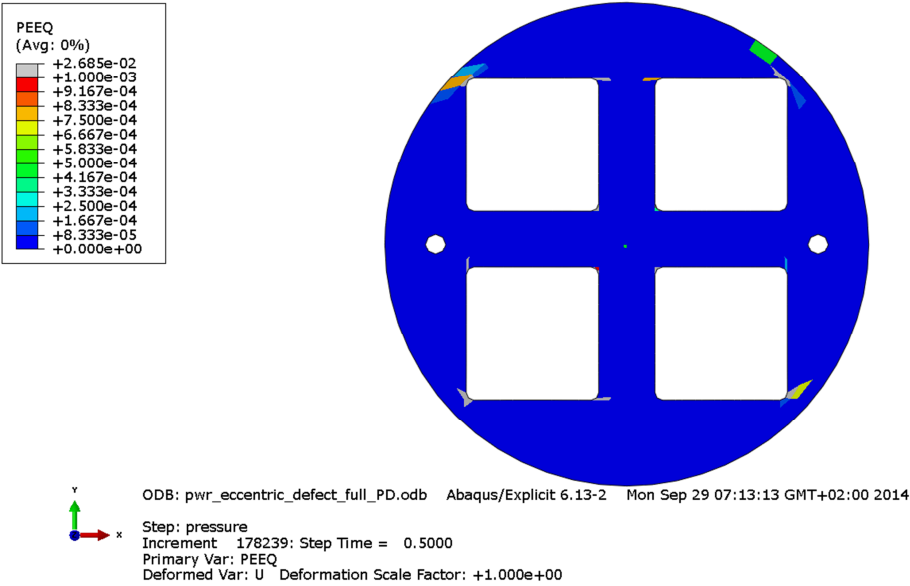 PEEQ
(Avg: 0%)
+2.685e-02
+1.000e-03
+9.167e-04
+8.333e-04
+7.500e-04
+6.667e-04
+5.833e-04
+5.000e-04
+4.167e-04
+3.333e-04
+2.500e-04
+1.667e-04
+8.333e-05
+0.000e+00
Y
X
ODB: pwr_eccentric_defect_full_PD.odb Abaqus/Explicit 6.13-2 Mon Sep 29 07:13:13 GMT+02:00 2014
Step: pressure
Increment 178239: Step Time = 0.5000
Primary Var: PEEQ
Deformed Var: U Deformation Scale Factor: +1.000e+00